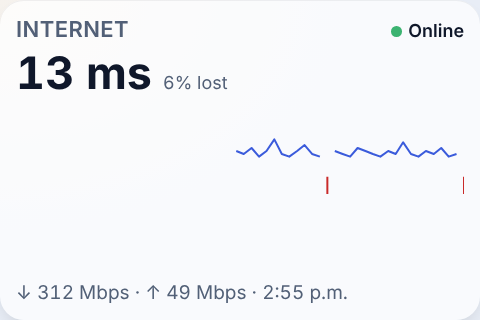 INTERNET
Online
13 ms 6% lost
↓ 312 Mbps · ↑ 49 Mbps · 2:55 p.m.